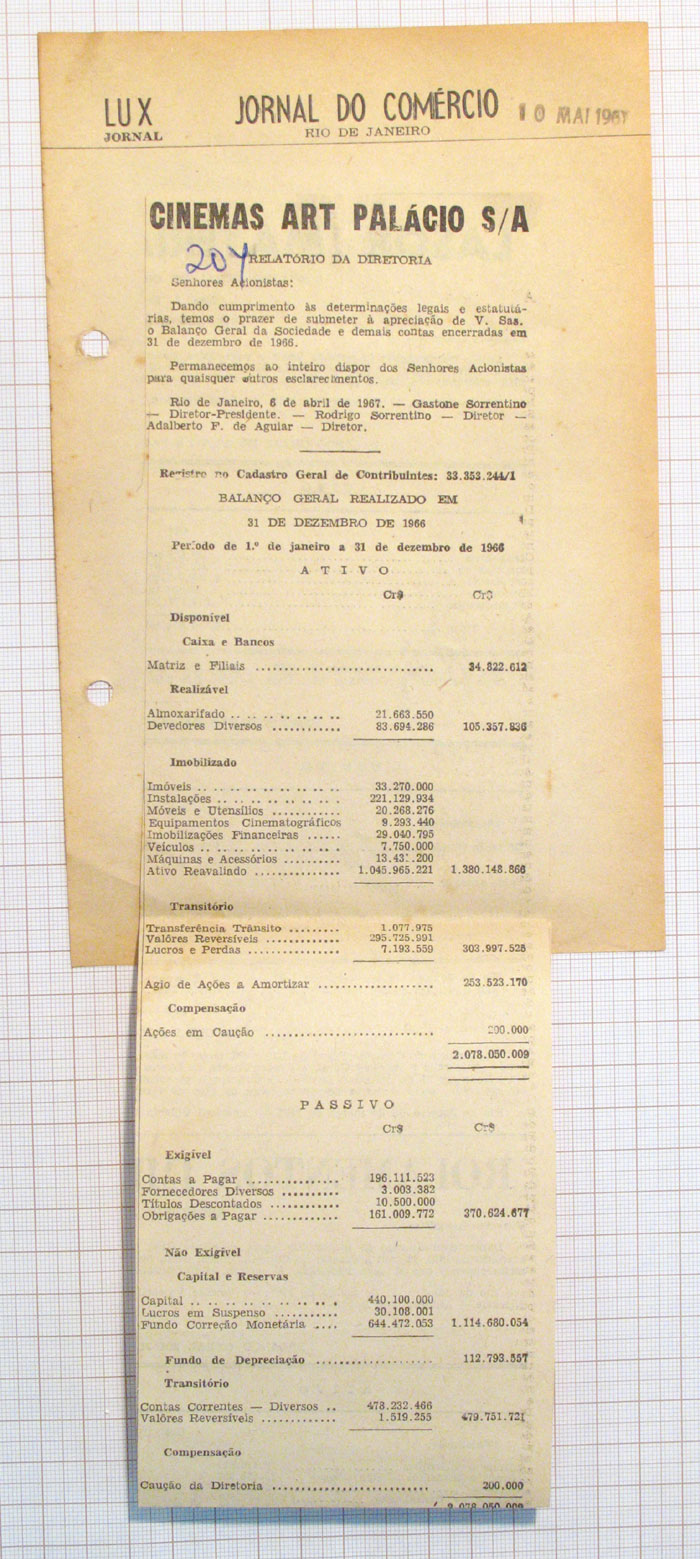 LUX JORNAL DO COMÉRCIO 10 MAI 1967
JORNAL RIO DE JANEIRO
CINEMAS ART PALÁCIO S/A
204
RELATÓRIO DA DIRETORIA
Senhores Acionistas:
Dando cumprimento às determinações legais e estatutá-
rias, temos o prazer de submeter à apreciação de V. Sas.
o Balanço Geral da Sociedade e demais contas encerradas em
31 de dezembro de 1966.
Permanecemos ao inteiro dispor dos Senhores Acionistas
para quaisquer outros esclarecimentos.
Rio de Janeiro, 6 de abril de 1967. — Gastone Sorrentino
— Diretor-Presidente. — Rodrigo Sorrentino — Diretor —
Adalberto F. de Aguiar — Diretor.
Registro no Cadastro Geral de Contribuintes: 33.353.244/1
BALANÇO GERAL REALIZADO EM
31 DE DEZEMBRO DE 1966
Período de 1.º de janeiro a 31 de dezembro de 1966
A T I V O
Cr$ Cr$
Disponível
Caixa e Bancos
Matriz e Filiais .............................. 34.822.612
Realizável
Almoxarifado .. .. .. .. .. .. .. 21.663.550
Devedores Diversos ............ 83.694.286 105.357.836
Imobilizado
Imóveis .. .. .. .. .. .. .. .. .. .. 33.270.000
Instalações .. .. .. .. .. .. .. .. . 221.129.934
Móveis e Utensílios ............ 20.268.276
Equipamentos Cinematográficos 9.293.440
Imobilizações Financeiras ...... 29.040.795
Veículos .. .. .. .. .. .. .. .. .. . 7.750.000
Máquinas e Acessórios .......... 13.431.200
Ativo Reavaliado ............... 1.045.965.221 1.380.148.866
Transitório
Transferência Trânsito ......... 1.077.975
Valôres Reversíveis ............. 295.725.991
Lucros e Perdas ................ 7.193.559 303.997.525
Agio de Ações a Amortizar .................... 253.523.170
Compensação
Ações em Caução ............................. 200.000
2.078.050.009
P A S S I V O
Cr$ Cr$
Exigível
Contas a Pagar ................ 196.111.523
Fornecedores Diversos .......... 3.003.382
Títulos Descontados ............ 10.500.000
Obrigações a Pagar ............. 161.009.772 370.624.677
Não Exigível
Capital e Reservas
Capital .. .. .. .. .. .. .. .. .. . 440.100.000
Lucros em Suspenso ........... 30.108.001
Fundo Correção Monetária .... 644.472.053 1.114.680.054
Fundo de Depreciação .................... 112.793.557
Transitório
Contas Correntes — Diversos .. 478.232.466
Valôres Reversíveis ............. 1.519.255 479.751.721
Compensação
Caução da Diretoria ........................... 200.000
2.078.050.009